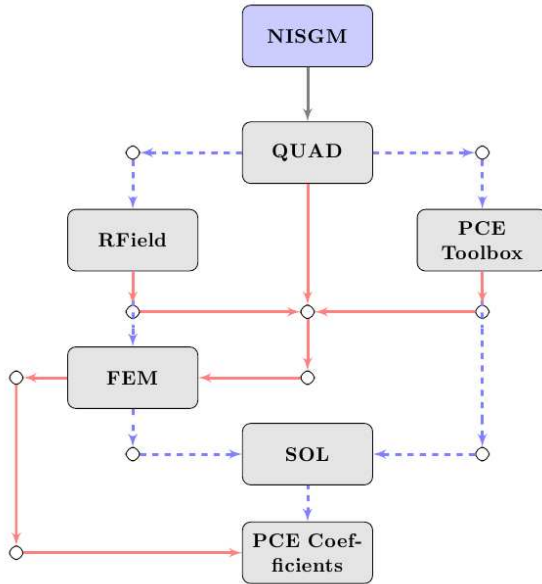 NISGM
QUAD
RField
PCE
Toolbox
FEM
SOL
PCE Coef-
ficients